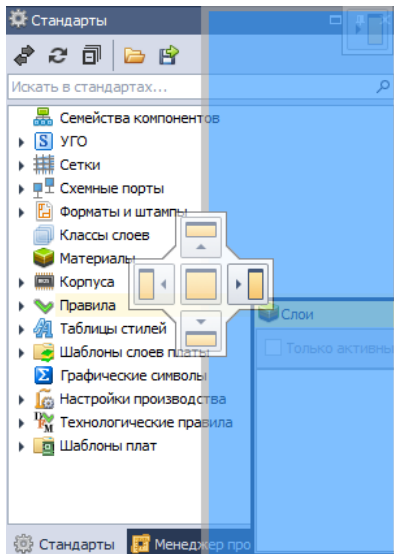 Стандарты
Искать в стандартах...
Семейства компонентов
УГО
Сетки
Схемные порты
Форматы и штампы
Классы слоев
Материалы
Корпуса
Правила
Слои
Таблицы стилей
Только активны
Шаблоны слоев платы
Графические символы
Настройки производства
Технологические правила
Шаблоны плат
Стандарты
Менеджер про